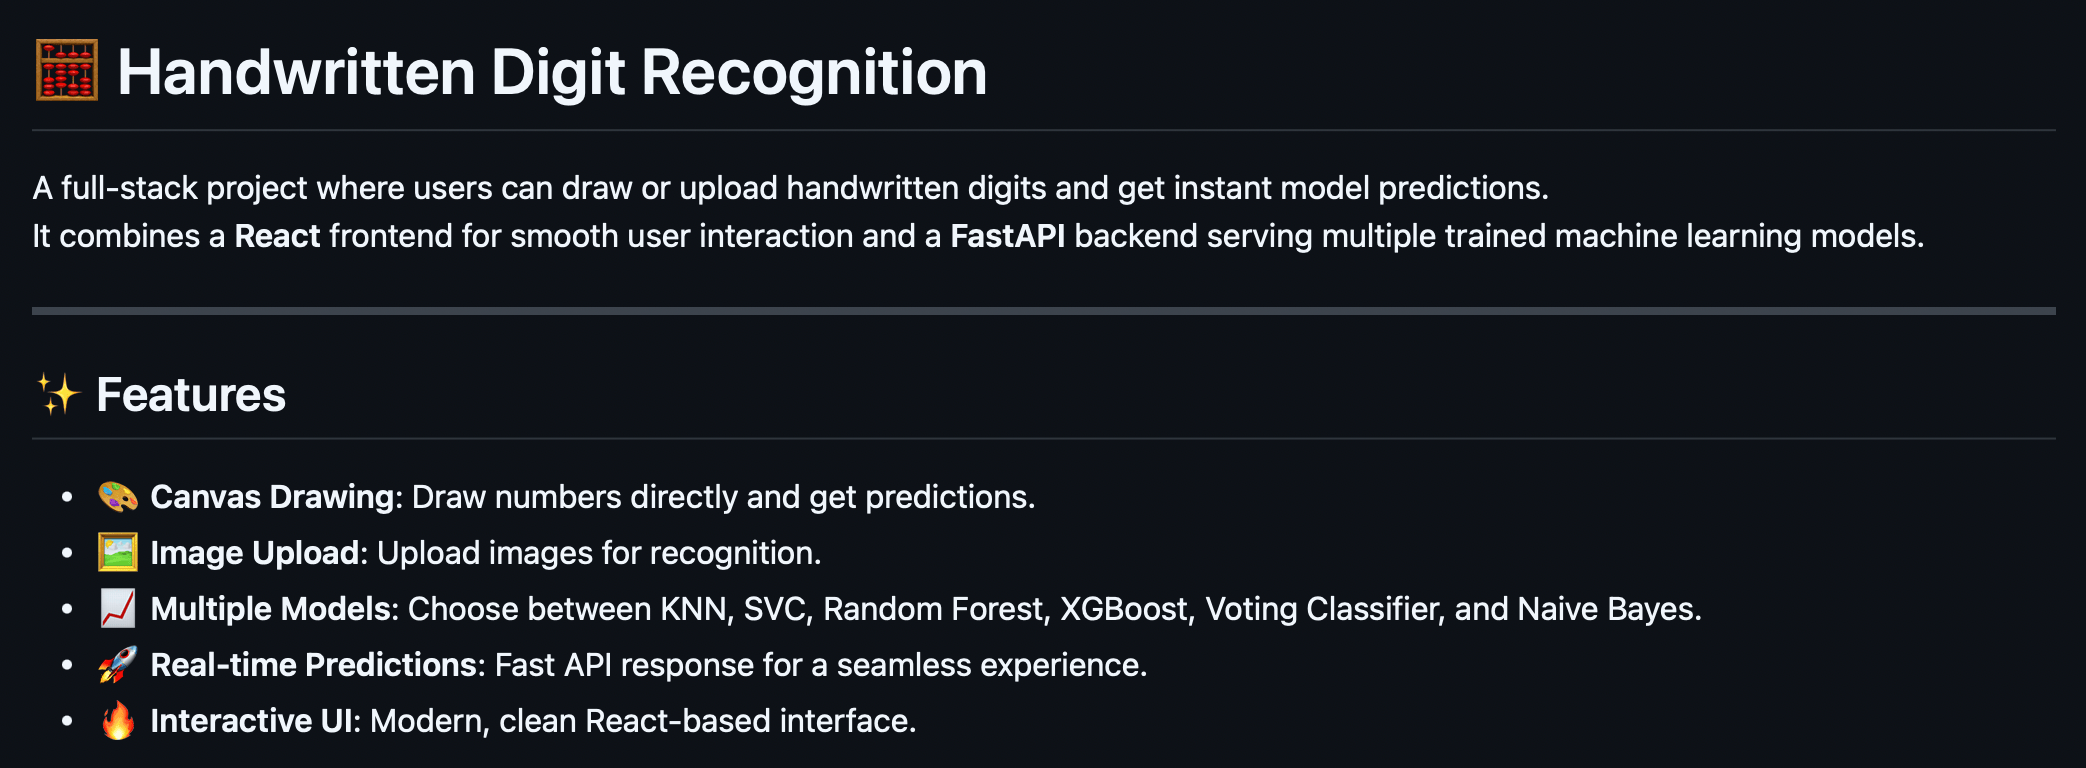 🧮 Handwritten Digit Recognition
A full-stack project where users can draw or upload handwritten digits and get instant model predictions.
It combines a React frontend for smooth user interaction and a FastAPI backend serving multiple trained machine learning models.
✨ Features
• 🎨 Canvas Drawing: Draw numbers directly and get predictions.
• 🖼️ Image Upload: Upload images for recognition.
• 📈 Multiple Models: Choose between KNN, SVC, Random Forest, XGBoost, Voting Classifier, and Naive Bayes.
• 🚀 Real-time Predictions: Fast API response for a seamless experience.
• 🔥 Interactive UI: Modern, clean React-based interface.